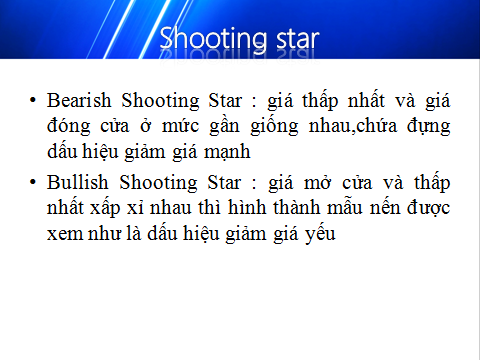 Shooting star
• Bearish Shooting Star : giá thấp nhất và giá
đóng cửa ở mức gần giống nhau,chứa đựng
dấu hiệu giảm giá mạnh
• Bullish Shooting Star : giá mở cửa và thấp
nhất xấp xỉ nhau thì hình thành mẫu nến được
xem như là dấu hiệu giảm giá yếu